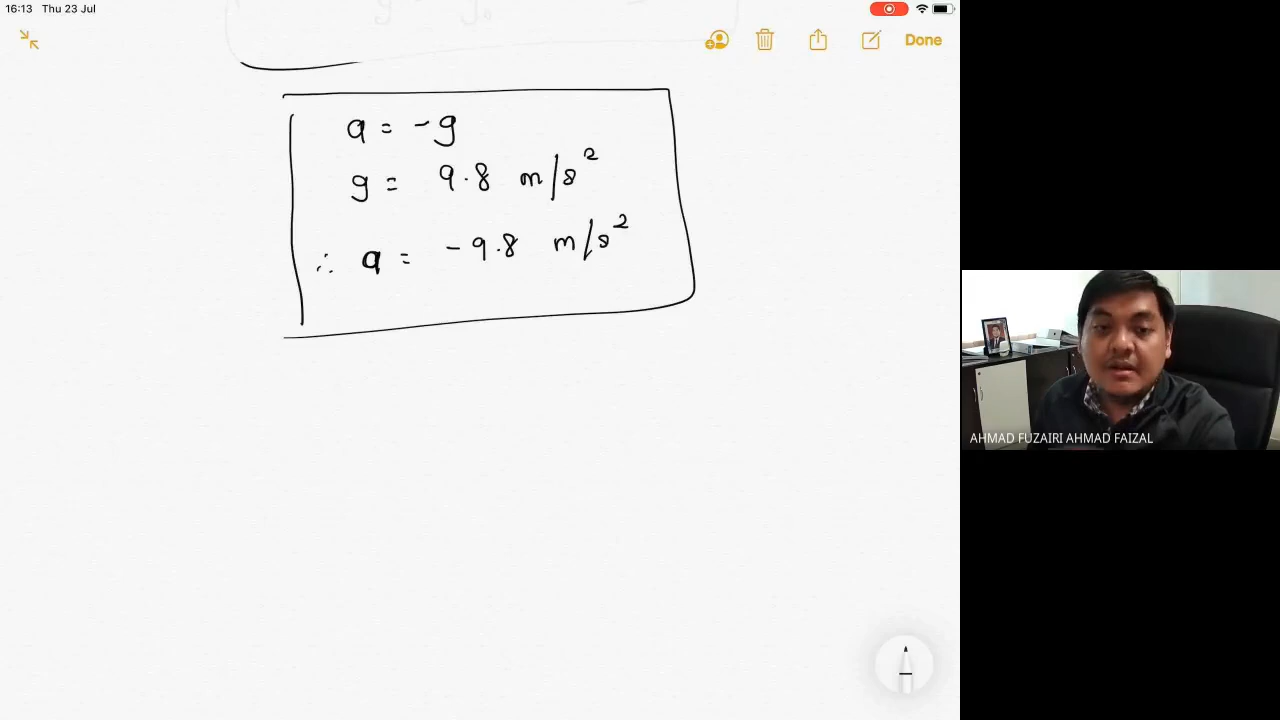 16:13 Thu 23 Jul
Done
a = -g
g = 9.8 m/s²
∴ a = -9.8 m/s²
AHMAD FUZAIRI AHMAD FAIZAL